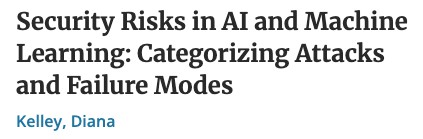 Security Risks in AI and Machine
Learning: Categorizing Attacks
and Failure Modes
Kelley, Diana